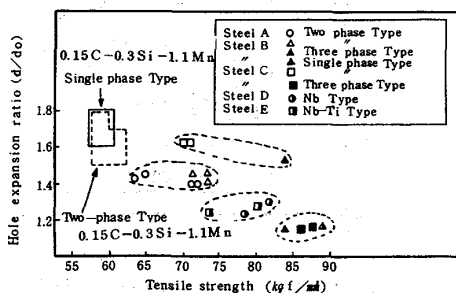 0.15C-0.3Si-1.1Mn
Single phase Type
Steel A ○ Two phase Type
Steel B △ 〃
〃 ▲ Three phase Type
Steel C □ Single phase Type
〃 〃
■ Three phase Type
Steel D ◑ Nb Type
Steel E ◨ Nb-Ti Type
Hole expansion ratio (d/do)
1.8
1.6
1.4
1.2
Two-phase Type
0.15C-0.3Si-1.1Mn
55 60 65 70 75 80 85 90
Tensile strength (kgf/mm²)